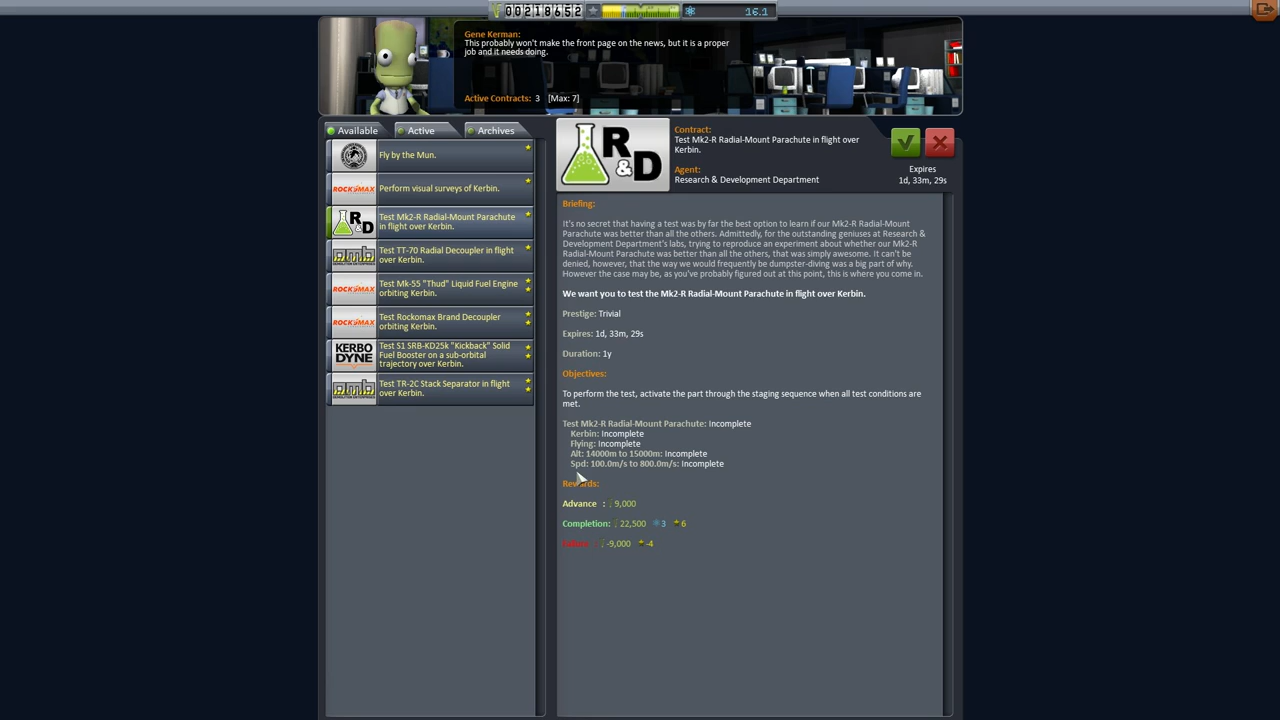 00218652
16.1
Gene Kerman:
This probably won't make the front page on the news, but it is a proper
job and it needs doing.
Active Contracts: 3 [Max: 7]
Available
Active
Archives
Fly by the Mun.
ROCKOMAX
Perform visual surveys of Kerbin.
R&D
Test Mk2-R Radial-Mount Parachute
in flight over Kerbin.
Test TT-70 Radial Decoupler in flight
over Kerbin.
ROCKOMAX
Test Mk-55 "Thud" Liquid Fuel Engine
orbiting Kerbin.
ROCKOMAX
Test Rockomax Brand Decoupler
orbiting Kerbin.
KERBO
DYNE
Test S1 SRB-KD25k "Kickback" Solid
Fuel Booster on a sub-orbital
trajectory over Kerbin.
Test TR-2C Stack Separator in flight
over Kerbin.
R&D
Contract:
Test Mk2-R Radial-Mount Parachute in flight over
Kerbin.
Agent:
Research & Development Department
Expires
1d, 33m, 29s
Briefing:
It's no secret that having a test was by far the best option to learn if our Mk2-R Radial-Mount
Parachute was better than all the others. Admittedly, for the outstanding geniuses at Research &
Development Department's labs, trying to reproduce an experiment about whether our Mk2-R
Radial-Mount Parachute was better than all the others, that was simply awesome. It can't be
denied, however, that the way we would frequently be dumpster-diving was a big part of why.
However the case may be, as you've probably figured out at this point, this is where you come in.
We want you to test the Mk2-R Radial-Mount Parachute in flight over Kerbin.
Prestige: Trivial
Expires: 1d, 33m, 29s
Duration: 1y
Objectives:
To perform the test, activate the part through the staging sequence when all test conditions are
met.
Test Mk2-R Radial-Mount Parachute: Incomplete
Kerbin: Incomplete
Flying: Incomplete
Alt: 14000m to 15000m: Incomplete
Spd: 100.0m/s to 800.0m/s: Incomplete
Rewards:
Advance : 9,000
Completion: 22,500 3 6
-9,000 -4